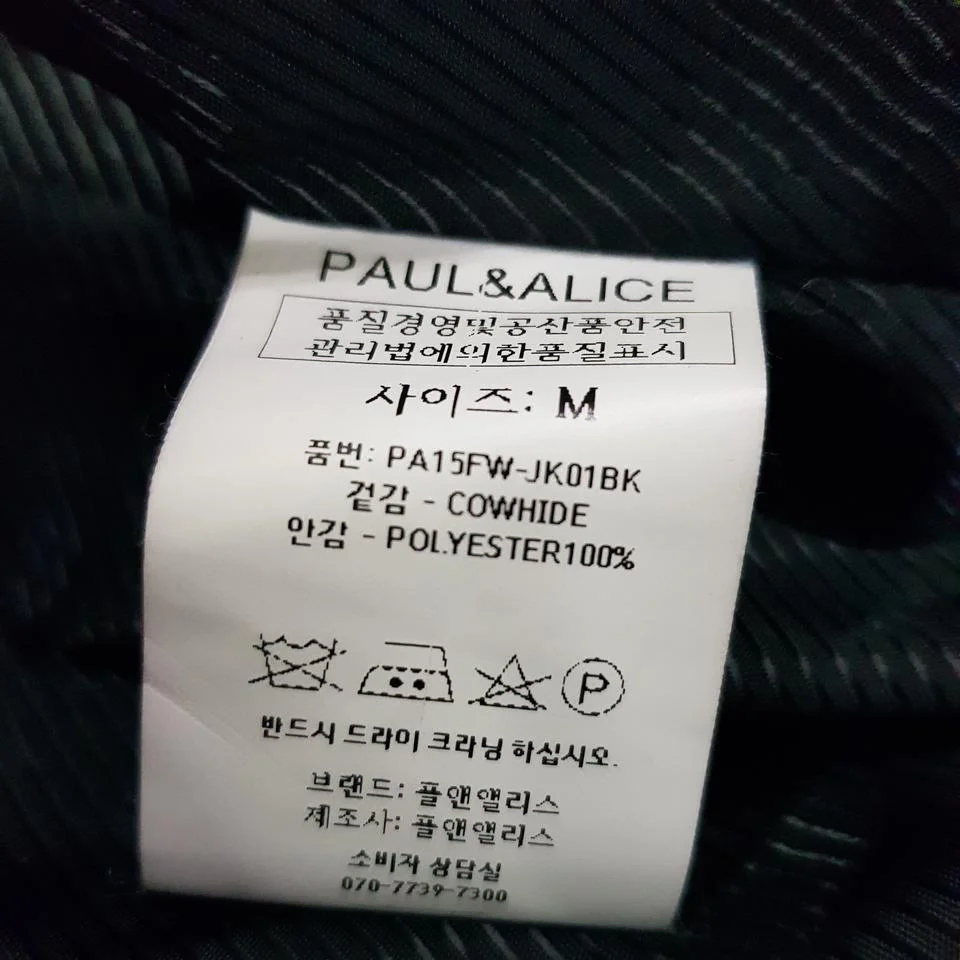 PAUL&ALICE
품질경영및공산품안전
관리법에의한품질표시
사이즈: M
품번: PA15FW-JK01BK
겉감 - COWHIDE
안감 - POLYESTER100%
P
반드시 드라이 크라닝 하십시오.
브랜드: 폴앤앨리스
제조사: 폴앤앨리스
소비자 상담실
070-7739-7300